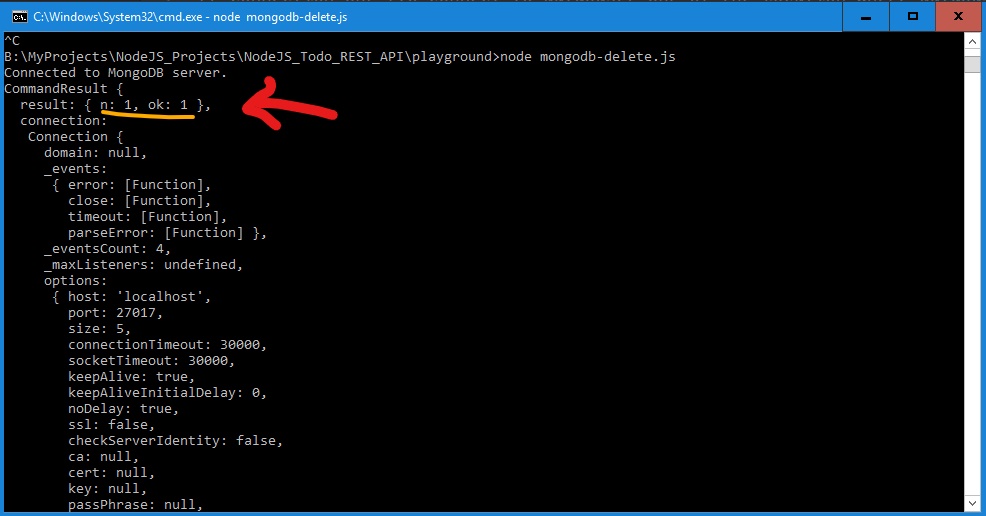 C:\Windows\System32\cmd.exe - node  mongodb-delete.js
^C
B:\MyProjects\NodeJS_Projects\NodeJS_Todo_REST_API\playground>node mongodb-delete.js
Connected to MongoDB server.
CommandResult {
  result: { n: 1, ok: 1 },
  connection:
   Connection {
     domain: null,
     _events:
      { error: [Function],
        close: [Function],
        timeout: [Function],
        parseError: [Function] },
     _eventsCount: 4,
     _maxListeners: undefined,
     options:
      { host: 'localhost',
        port: 27017,
        size: 5,
        connectionTimeout: 30000,
        socketTimeout: 30000,
        keepAlive: true,
        keepAliveInitialDelay: 0,
        noDelay: true,
        ssl: false,
        checkServerIdentity: false,
        ca: null,
        cert: null,
        key: null,
        passPhrase: null,